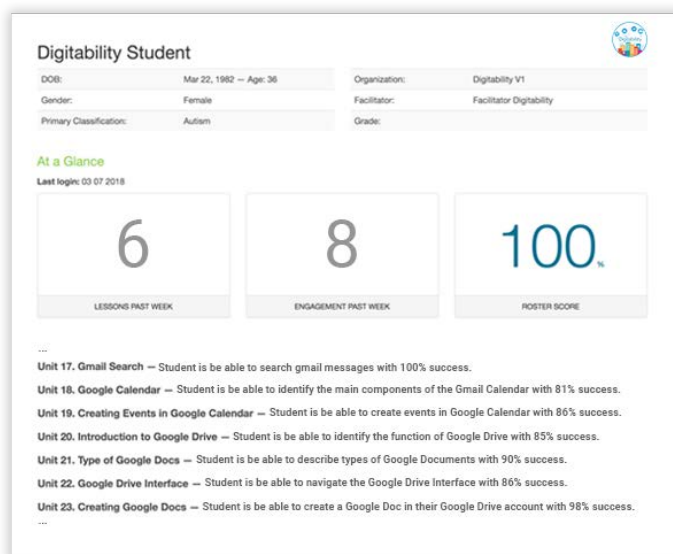 Digitability
Digitability Student
DOB: Mar 22, 1982 — Age: 36 Organization: Digitability V1
Gender: Female Facilitator: Facilitator Digitability
Primary Classification: Autism Grade:
At a Glance
Last login: 03 07 2018
6 8 100%
LESSONS PAST WEEK ENGAGEMENT PAST WEEK ROSTER SCORE
...
Unit 17. Gmail Search — Student is be able to search gmail messages with 100% success.
Unit 18. Google Calendar — Student is be able to identify the main components of the Gmail Calendar with 81% success.
Unit 19. Creating Events in Google Calendar — Student is be able to create events in Google Calendar with 86% success.
Unit 20. Introduction to Google Drive — Student is be able to identify the function of Google Drive with 85% success.
Unit 21. Type of Google Docs — Student is be able to describe types of Google Documents with 90% success.
Unit 22. Google Drive Interface — Student is be able to navigate the Google Drive Interface with 86% success.
Unit 23. Creating Google Docs — Student is be able to create a Google Doc in their Google Drive account with 98% success.
...